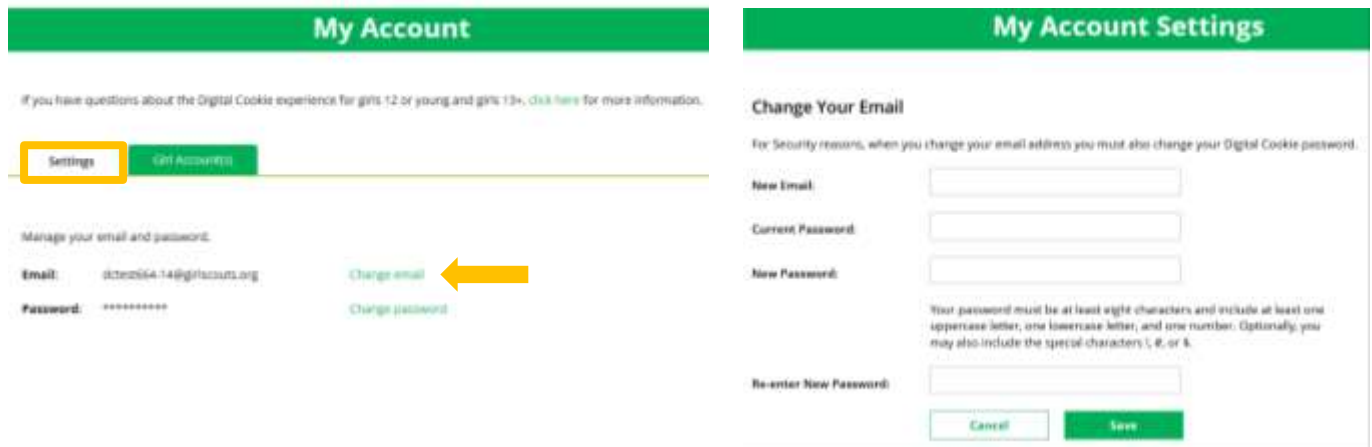 My Account
If you have questions about the Digital Cookie experience for girls 12 or young and girls 13+, click here for more information.
Settings
Girl Account(s)
Manage your email and password.
Email: dctest664-14@girlscouts.org Change email
Password: ********** Change password
My Account Settings
Change Your Email
For Security reasons, when you change your email address you must also change your Digital Cookie password.
New Email:
Current Password:
New Password:
Your password must be at least eight characters and include at least one
uppercase letter, one lowercase letter, and one number. Optionally, you
may also include the special characters !, #, or $.
Re-enter New Password:
Cancel
Save